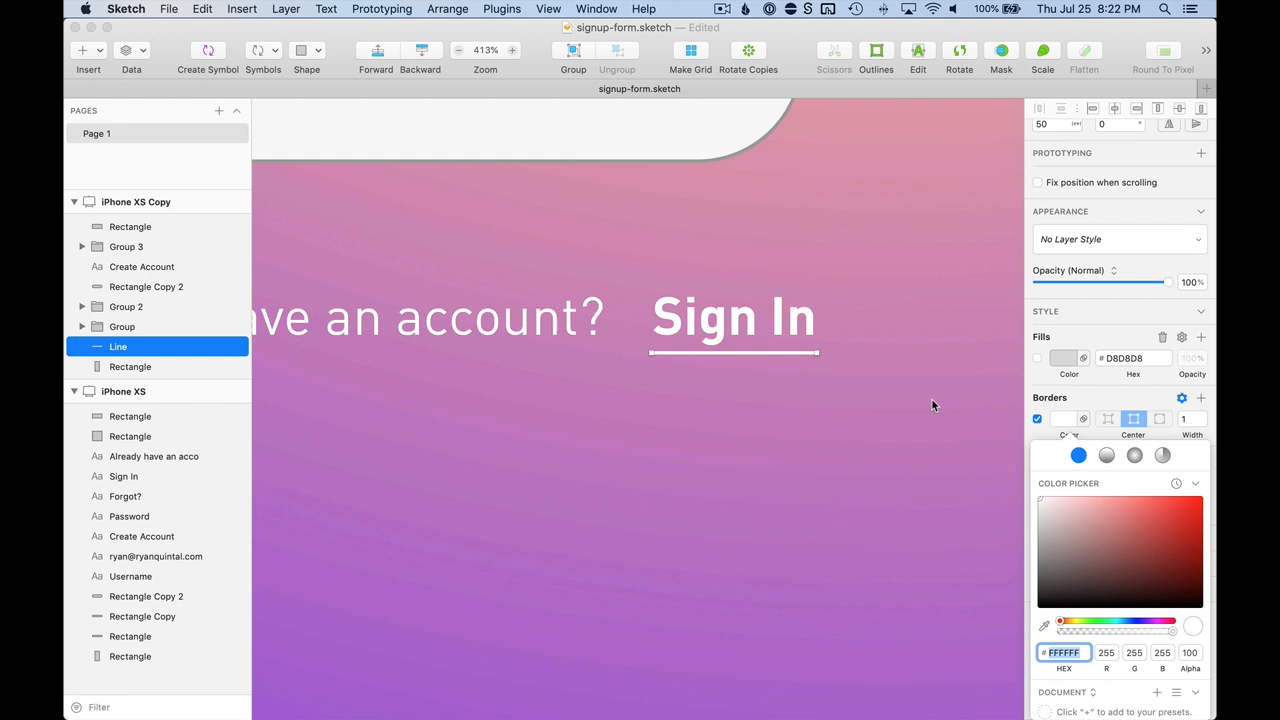 Sketch File Edit Insert Layer Text Prototyping Arrange Plugins View Window Help 100% Thu Jul 25 8:22 PM
signup-form.sketch — Edited
413%
Insert Data Create Symbol Symbols Shape Forward Backward Zoom Group Ungroup Make Grid Rotate Copies Scissors Outlines Edit Rotate Mask Scale Flatten Round To Pixel
signup-form.sketch
PAGES
Page 1
iPhone XS Copy
Rectangle
Group 3
Create Account
Rectangle Copy 2
Group 2
Group
Line
Rectangle
iPhone XS
Rectangle
Rectangle
Already have an acco
Sign In
Forgot?
Password
Create Account
ryan@ryanquintal.com
Username
Rectangle Copy 2
Rectangle Copy
Rectangle
Rectangle
Filter
ave an account? Sign In
50 0 °
PROTOTYPING
Fix position when scrolling
APPEARANCE
No Layer Style
Opacity (Normal)
100%
STYLE
Fills
# D8D8D8 100%
Color Hex Opacity
Borders
1
Color Center Width
COLOR PICKER
# FFFFFF 255 255 255 100
HEX R G B Alpha
DOCUMENT
Click "+" to add to your presets.